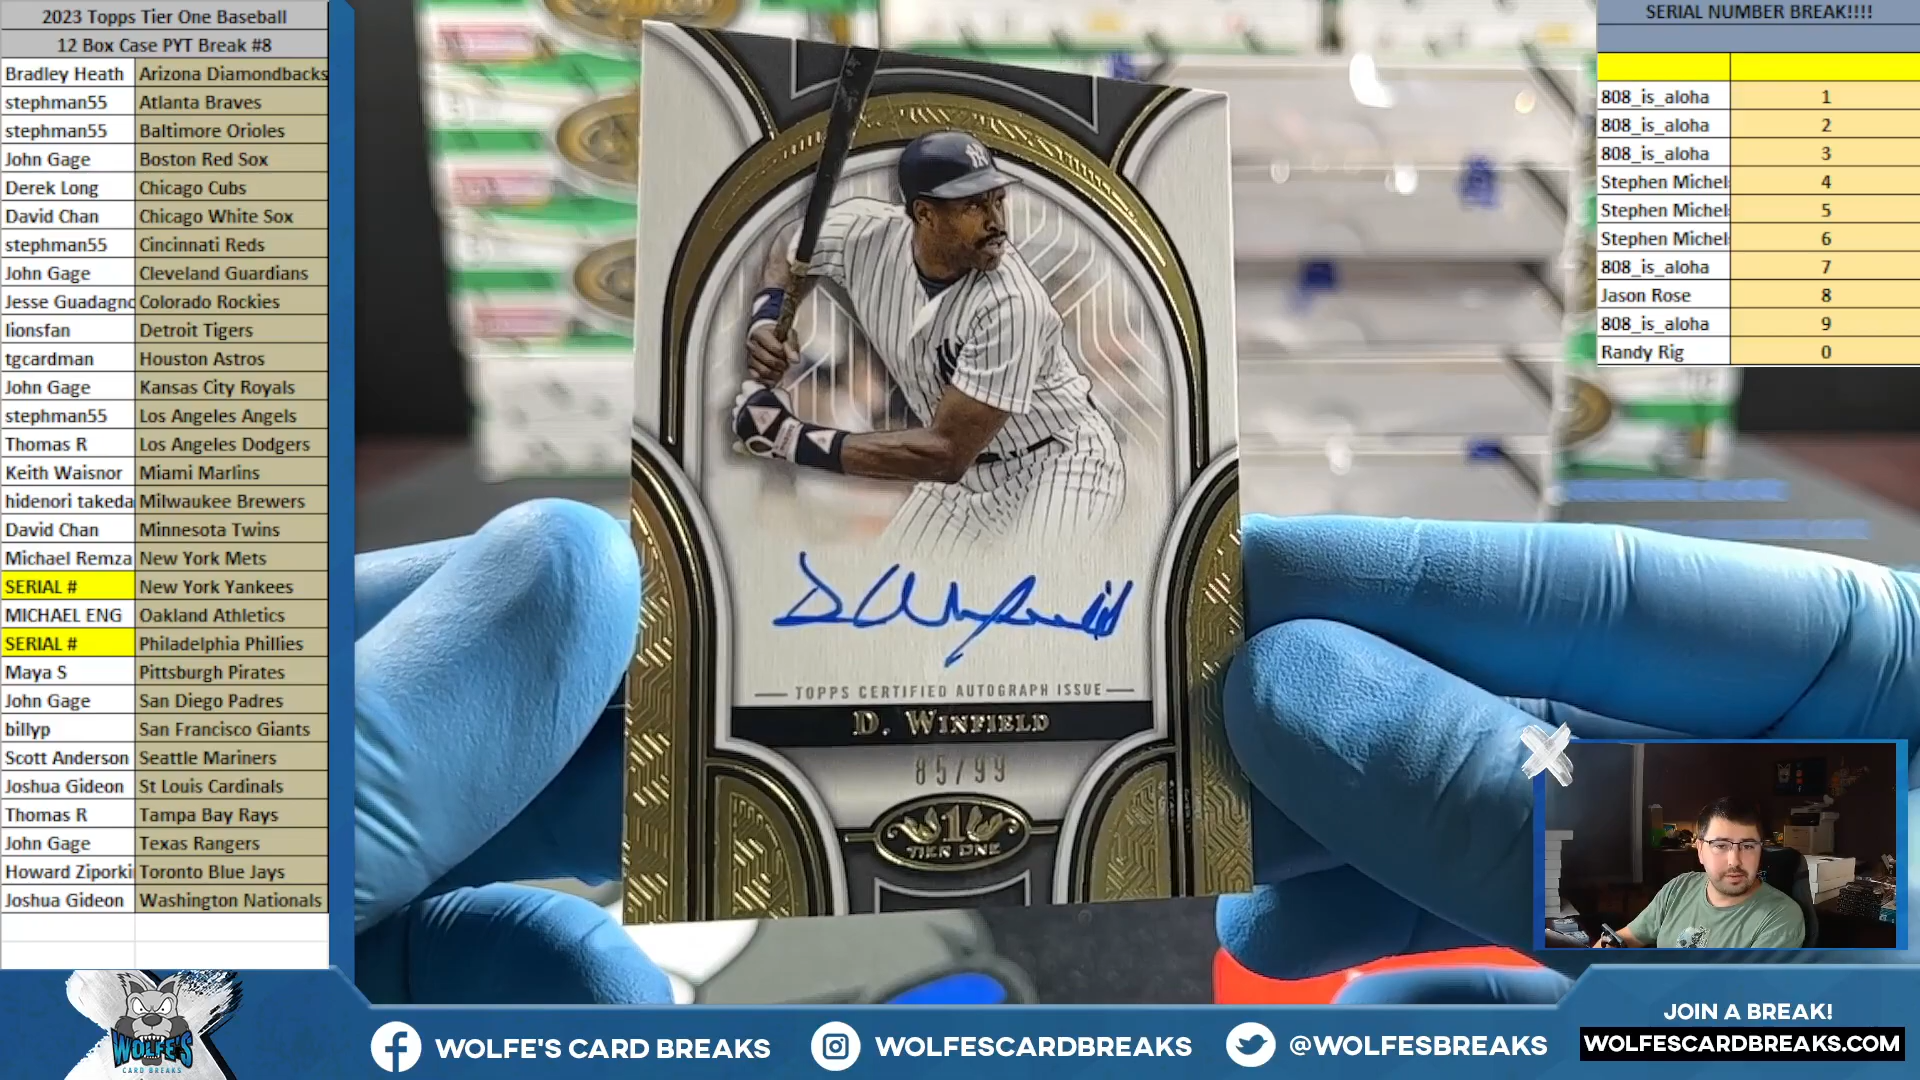 2023 Topps Tier One Baseball
12 Box Case PYT Break #8
Bradley Heath Arizona Diamondbacks
stephman55 Atlanta Braves
stephman55 Baltimore Orioles
John Gage Boston Red Sox
Derek Long Chicago Cubs
David Chan Chicago White Sox
stephman55 Cincinnati Reds
John Gage Cleveland Guardians
Jesse Guadagno Colorado Rockies
lionsfan Detroit Tigers
tgcardman Houston Astros
John Gage Kansas City Royals
stephman55 Los Angeles Angels
Thomas R Los Angeles Dodgers
Keith Waisnor Miami Marlins
hidenori takeda Milwaukee Brewers
David Chan Minnesota Twins
Michael Remza New York Mets
SERIAL # New York Yankees
MICHAEL ENG Oakland Athletics
SERIAL # Philadelphia Phillies
Maya S Pittsburgh Pirates
John Gage San Diego Padres
billyp San Francisco Giants
Scott Anderson Seattle Mariners
Joshua Gideon St Louis Cardinals
Thomas R Tampa Bay Rays
John Gage Texas Rangers
Howard Ziporki Toronto Blue Jays
Joshua Gideon Washington Nationals
NY
D Winfield
TOPPS CERTIFIED AUTOGRAPH ISSUE
D. WINFIELD
85/99
1
TIER ONE
SERIAL NUMBER BREAK!!!!
808_is_aloha 1
808_is_aloha 2
808_is_aloha 3
Stephen Michel 4
Stephen Michel 5
Stephen Michel 6
808_is_aloha 7
Jason Rose 8
808_is_aloha 9
Randy Rig 0
WOLFE'S
CARD BREAKS
WOLFE'S CARD BREAKS
WOLFESCARDBREAKS
@WOLFESBREAKS
JOIN A BREAK!
WOLFESCARDBREAKS.COM